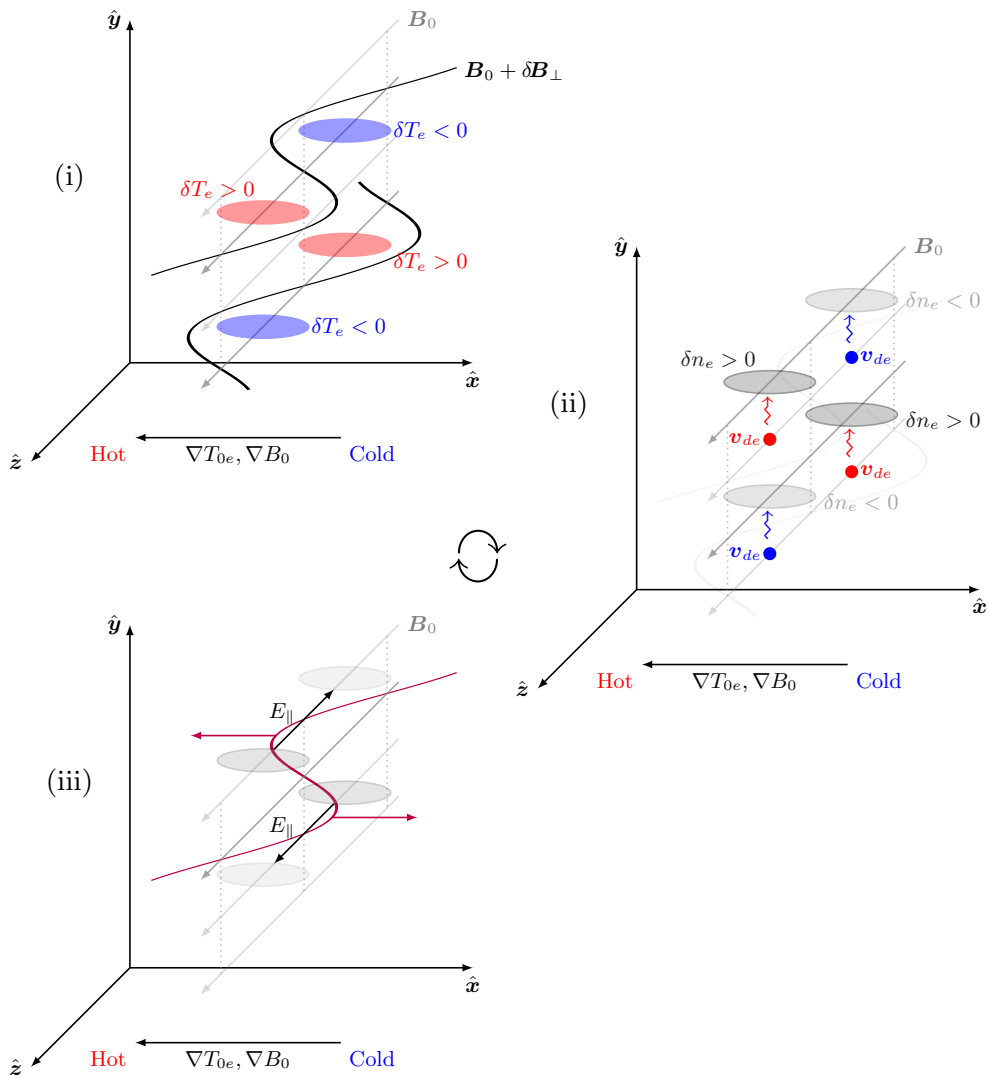 (i)
ŷ
B₀
B₀ + δB⊥
δTₑ < 0
δTₑ > 0
δTₑ > 0
δTₑ < 0
x̂
ẑ
Hot
∇T₀ₑ, ∇B₀
Cold
(ii)
ŷ
B₀
δnₑ < 0
v_de
δnₑ > 0
δnₑ > 0
v_de
v_de
δnₑ < 0
v_de
x̂
ẑ
Hot
∇T₀ₑ, ∇B₀
Cold
(iii)
ŷ
B₀
E∥
E∥
x̂
ẑ
Hot
∇T₀ₑ, ∇B₀
Cold